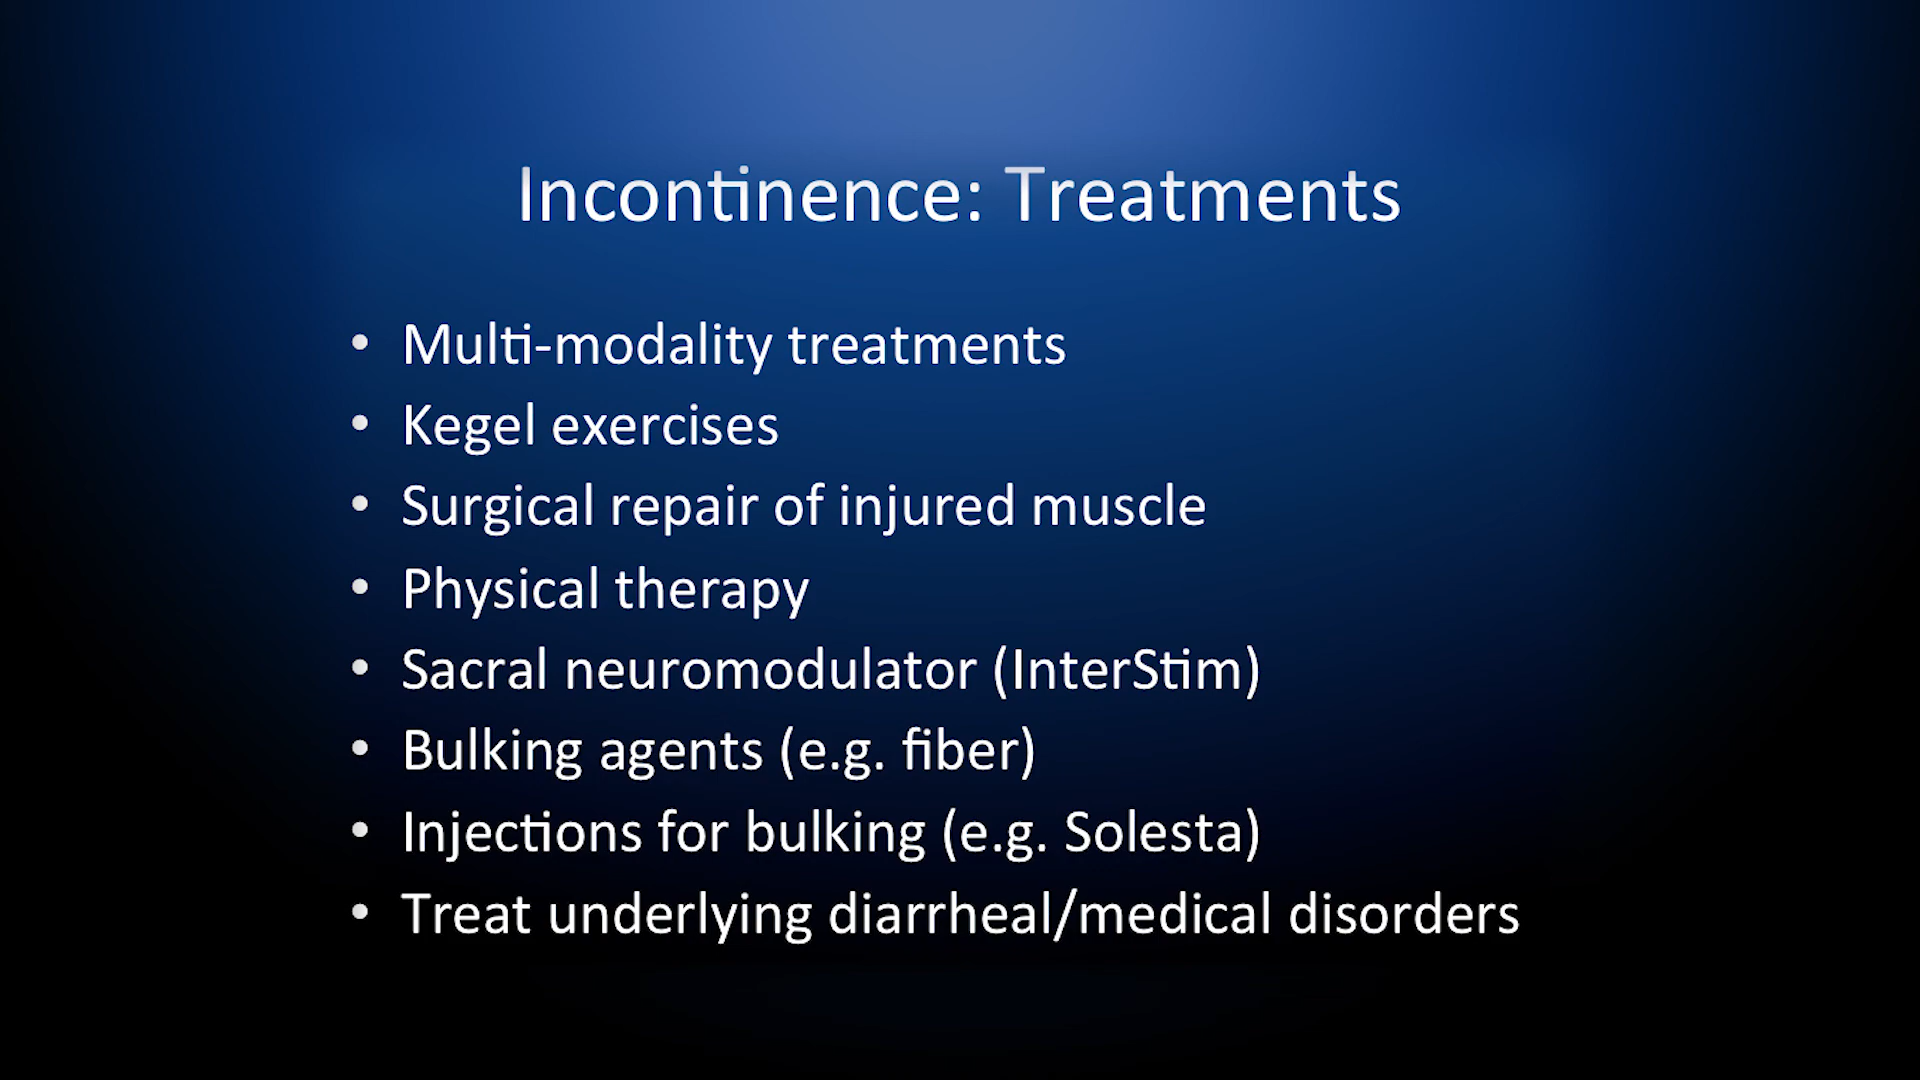 Incontinence: Treatments
• Multi-modality treatments
• Kegel exercises
• Surgical repair of injured muscle
• Physical therapy
• Sacral neuromodulator (InterStim)
• Bulking agents (e.g. fiber)
• Injections for bulking (e.g. Solesta)
• Treat underlying diarrheal/medical disorders